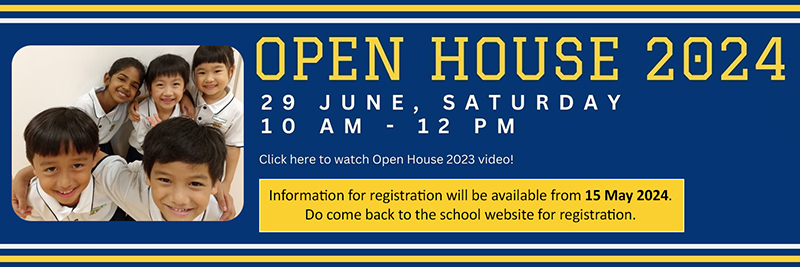 OPEN HOUSE 2024
29 JUNE, SATURDAY
10 AM - 12 PM
Click here to watch Open House 2023 video!
Information for registration will be available from 15 May 2024.
Do come back to the school website for registration.